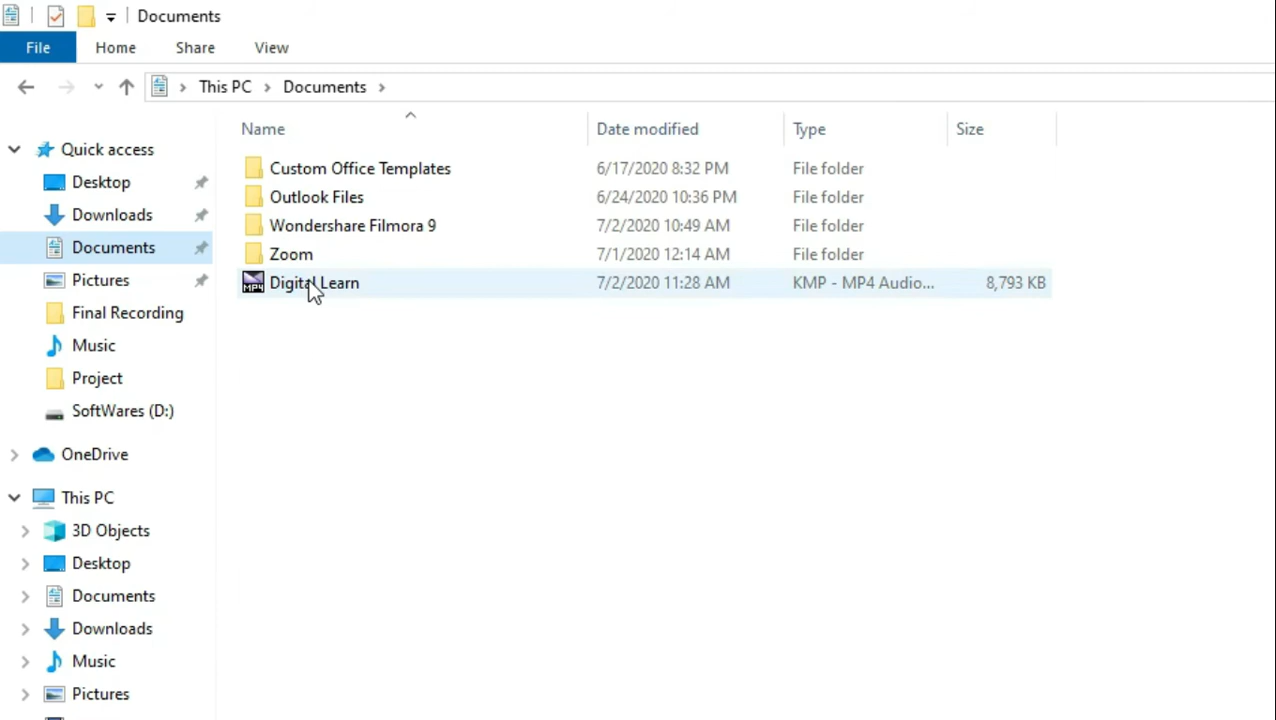 Documents
File Home Share View
This PC Documents
Name Date modified Type Size
Custom Office Templates 6/17/2020 8:32 PM File folder
Outlook Files 6/24/2020 10:36 PM File folder
Wondershare Filmora 9 7/2/2020 10:49 AM File folder
Zoom 7/1/2020 12:14 AM File folder
MP4 Digital Learn 7/2/2020 11:28 AM KMP - MP4 Audio... 8,793 KB
Quick access
Desktop
Downloads
Documents
Pictures
Final Recording
Music
Project
SoftWares (D:)
OneDrive
This PC
3D Objects
Desktop
Documents
Downloads
Music
Pictures